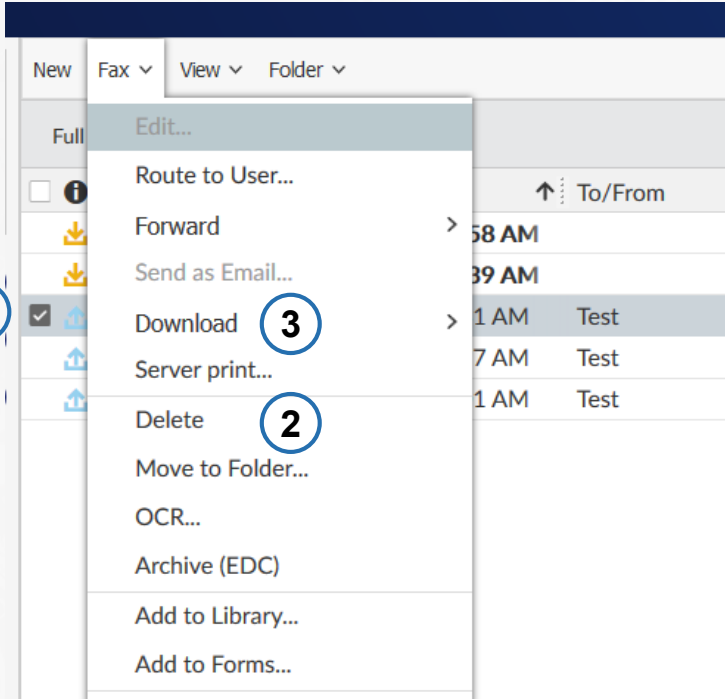 New Fax View Folder
Full
Edit...
Route to User...
To/From
Forward
58 AM
Send as Email...
39 AM
Download 3
1 AM Test
Server print...
7 AM Test
Delete 2
1 AM Test
Move to Folder...
OCR...
Archive (EDC)
Add to Library...
Add to Forms...